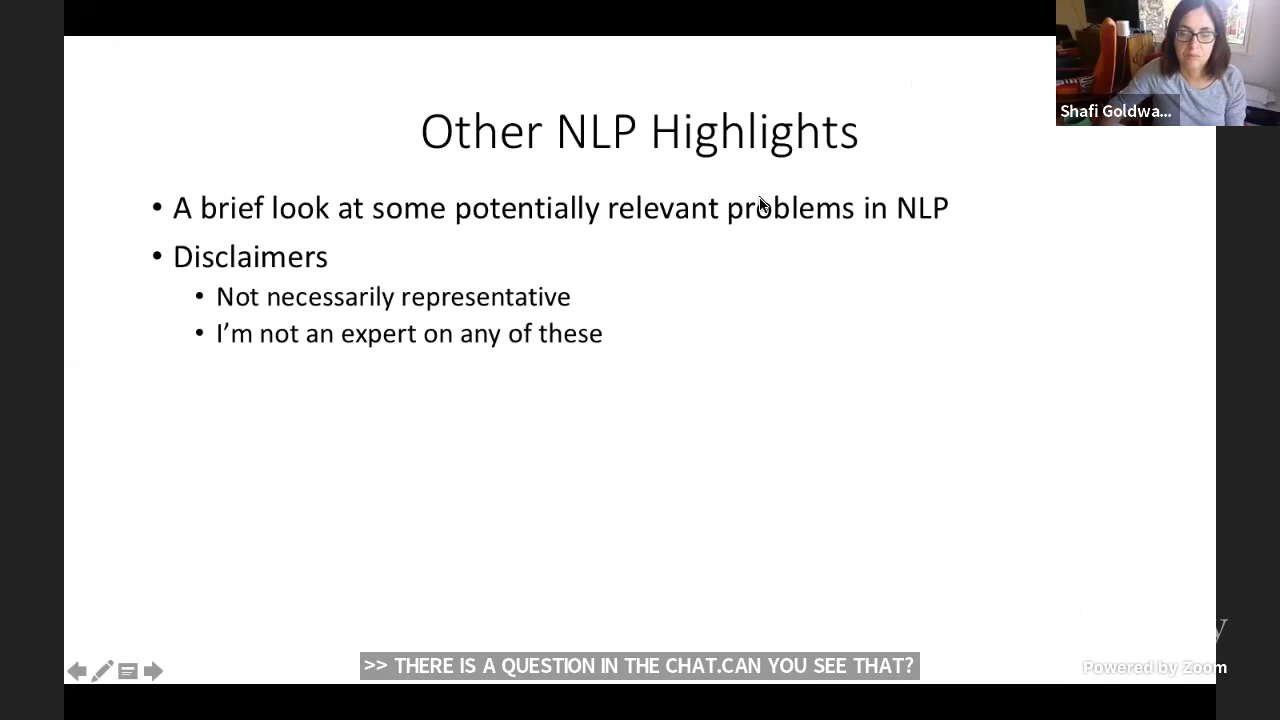 Shafi Goldwa...
Other NLP Highlights
• A brief look at some potentially relevant problems in NLP
• Disclaimers
• Not necessarily representative
• I'm not an expert on any of these
y
>> THERE IS A QUESTION IN THE CHAT.CAN YOU SEE THAT?
Powered by Zoom